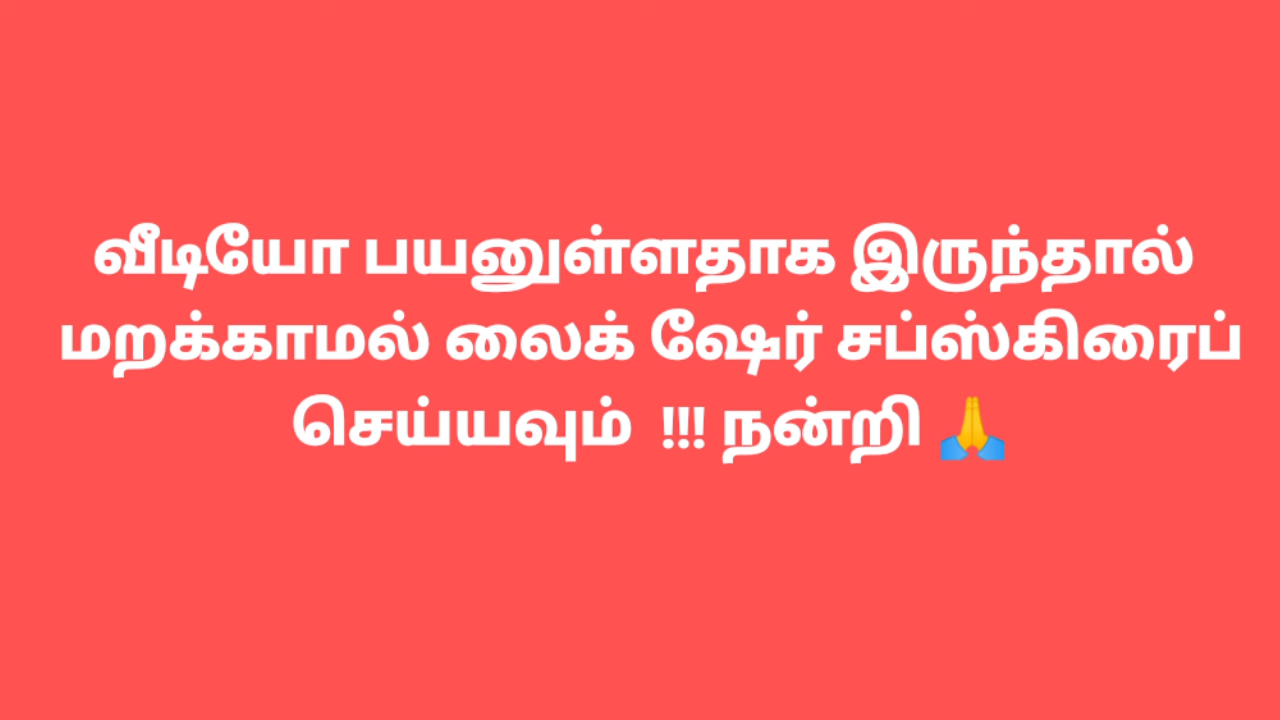 வீடியோ பயனுள்ளதாக இருந்தால்
மறக்காமல் லைக் ஷேர் சப்ஸ்கிரைப்
செய்யவும் !!! நன்றி 🙏